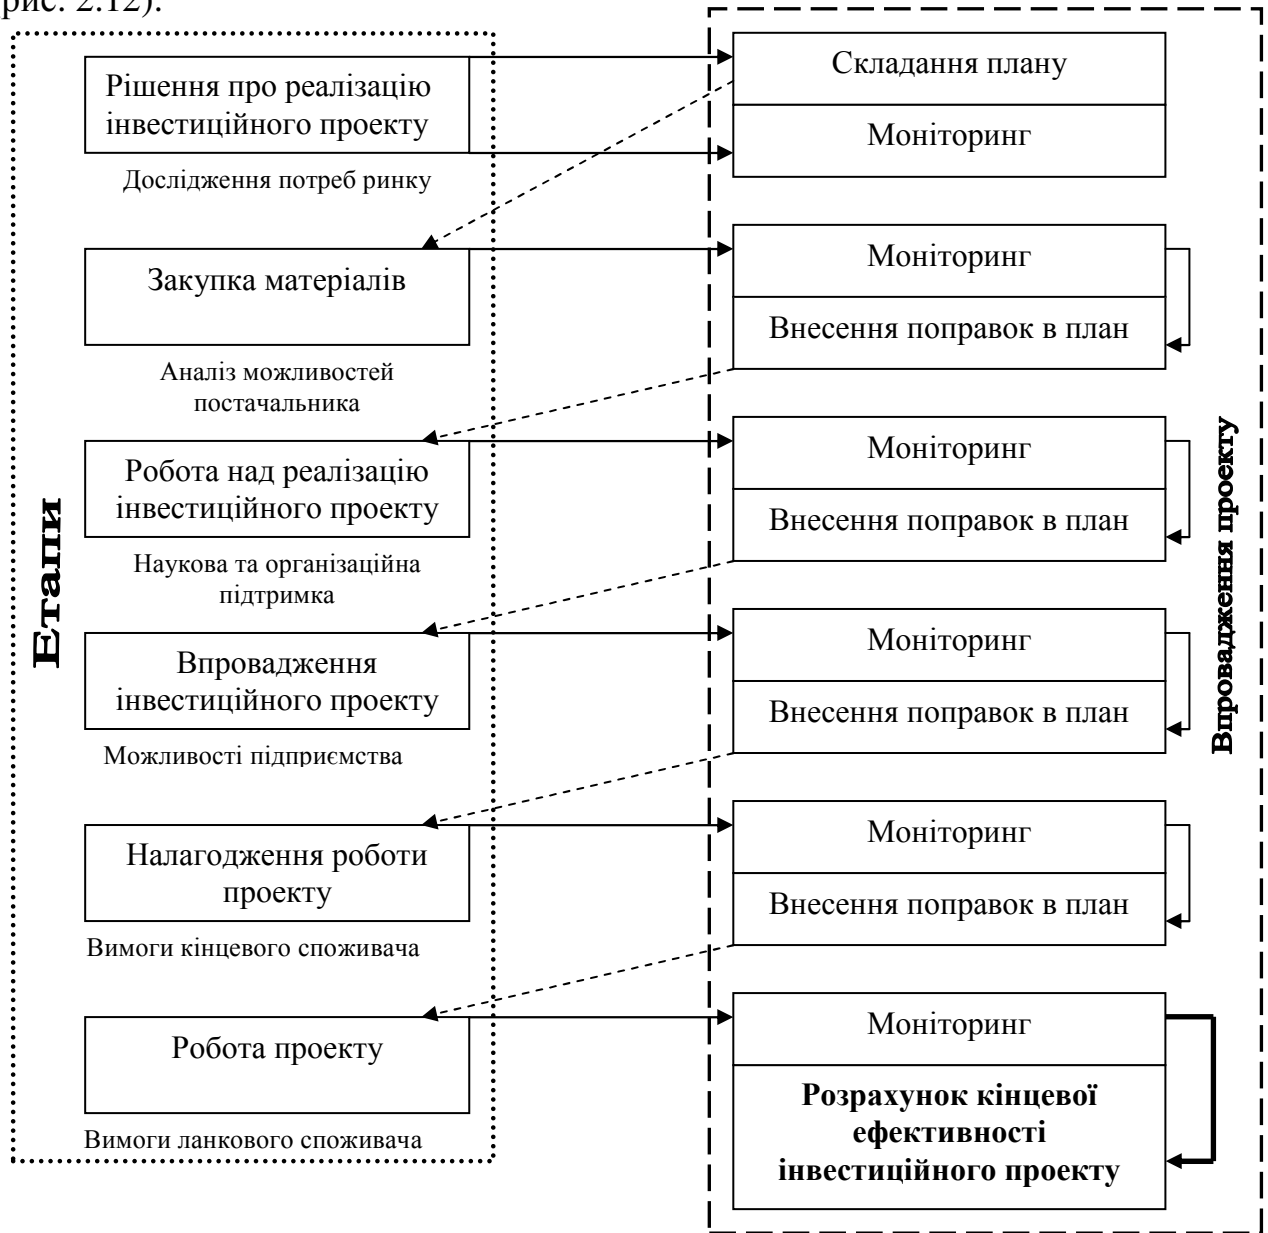 рис. 2.12).
Рішення про реалізацію
інвестиційного проекту
Дослідження потреб ринку
Складання плану
Моніторинг
Закупка матеріалів
Аналіз можливостей
постачальника
Моніторинг
Внесення поправок в план
Робота над реалізацію
інвестиційного проекту
Наукова та організаційна
підтримка
Моніторинг
Внесення поправок в план
Впровадження
інвестиційного проекту
Можливості підприємства
Моніторинг
Внесення поправок в план
Налагодження роботи
проекту
Вимоги кінцевого споживача
Моніторинг
Внесення поправок в план
Робота проекту
Вимоги ланкового споживача
Моніторинг
Розрахунок кінцевої
ефективності
інвестиційного проекту
Етапи
Впровадження проекту